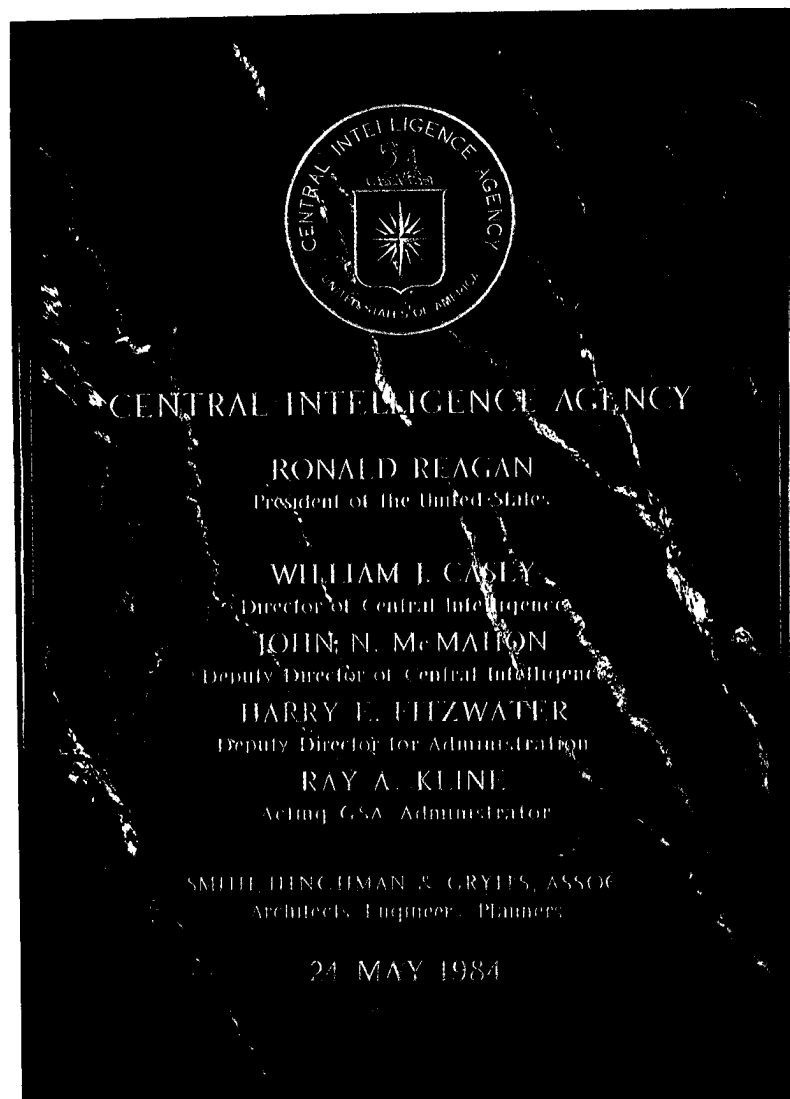 CENTRAL INTELLIGENCE AGENCY
UNITED STATES OF AMERICA
CENTRAL INTELLIGENCE AGENCY
RONALD REAGAN
President of the United States
WILLIAM J. CASEY
Director of Central Intelligence
JOHN N. McMAHON
Deputy Director of Central Intelligence
HARRY E. FITZWATER
Deputy Director for Administration
RAY A. KLINE
Acting GSA Administrator
SMITH, HINCHMAN & GRYLLS, ASSOC
Architects Engineers Planners
24 MAY 1984